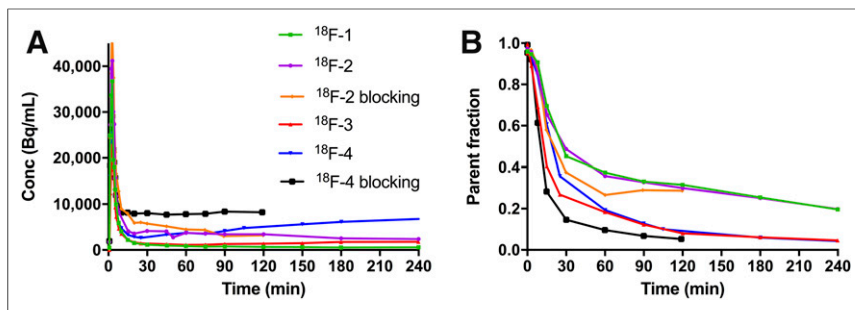 A
Conc (Bq/mL)
40,000
30,000
20,000
10,000
0
0 30 60 90 120 150 180 210 240
Time (min)
¹⁸F-1
¹⁸F-2
¹⁸F-2 blocking
¹⁸F-3
¹⁸F-4
¹⁸F-4 blocking
B
Parent fraction
1.0
0.8
0.6
0.4
0.2
0.0
0 30 60 90 120 150 180 210 240
Time (min)